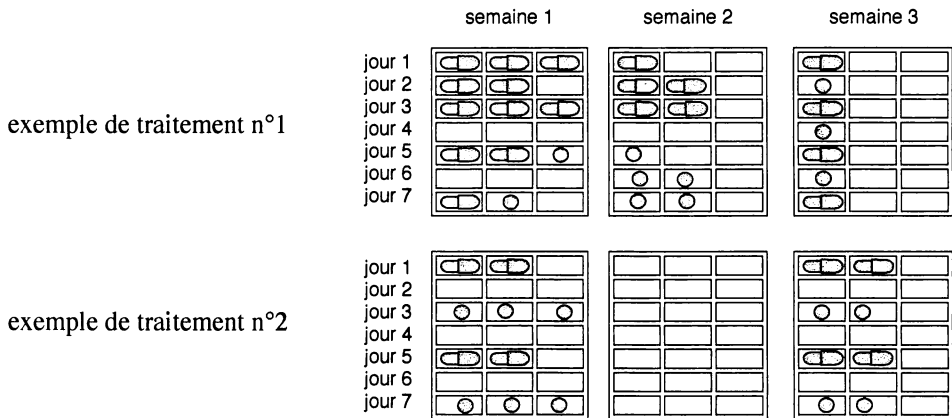 semaine 1 semaine 2 semaine 3
exemple de traitement n°1
jour 1
jour 2
jour 3
jour 4
jour 5
jour 6
jour 7
exemple de traitement n°2
jour 1
jour 2
jour 3
jour 4
jour 5
jour 6
jour 7